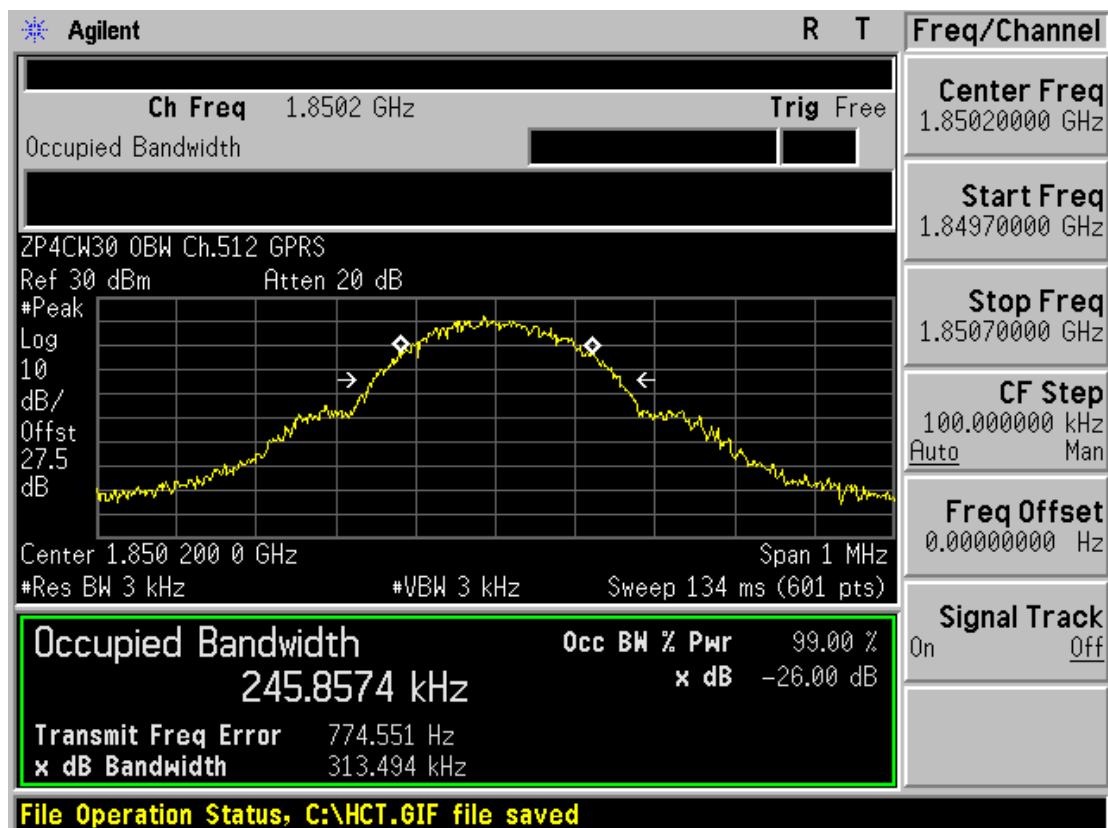 Agilent R T
Freq/Channel
Ch Freq 1.8502 GHz Trig Free
Occupied Bandwidth
Center Freq
1.85020000 GHz
Start Freq
1.84970000 GHz
Stop Freq
1.85070000 GHz
CF Step
100.000000 kHz
Auto Man
Freq Offset
0.00000000 Hz
Signal Track
On Off
ZP4CW30 OBW Ch.512 GPRS
Ref 30 dBm Atten 20 dB
#Peak
Log
10
dB/
Offst
27.5
dB
Center 1.850 200 0 GHz Span 1 MHz
#Res BW 3 kHz #VBW 3 kHz Sweep 134 ms (601 pts)
Occupied Bandwidth
245.8574 kHz
Occ BW % Pwr 99.00 %
x dB -26.00 dB
Transmit Freq Error 774.551 Hz
x dB Bandwidth 313.494 kHz
File Operation Status, C:\HCT.GIF file saved